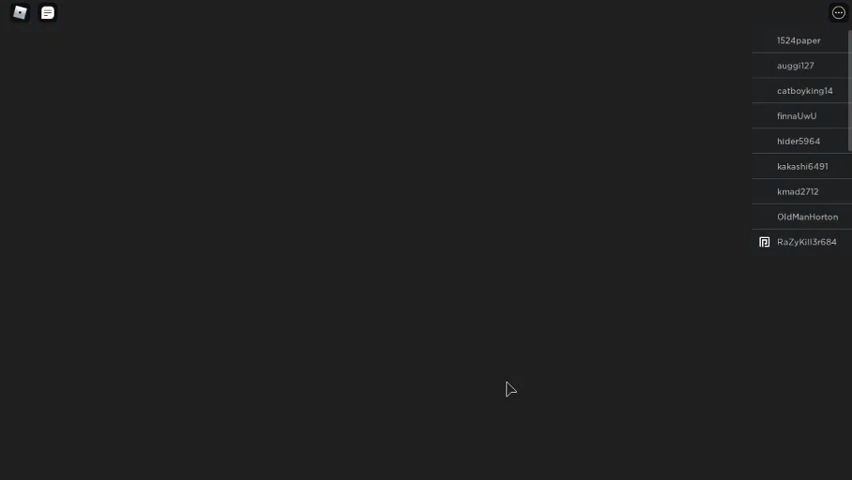 1524paper
auggi127
catboyking14
finnaUwU
hider5964
kakashi6491
kmad2712
OldManHorton
RaZyKill3r684